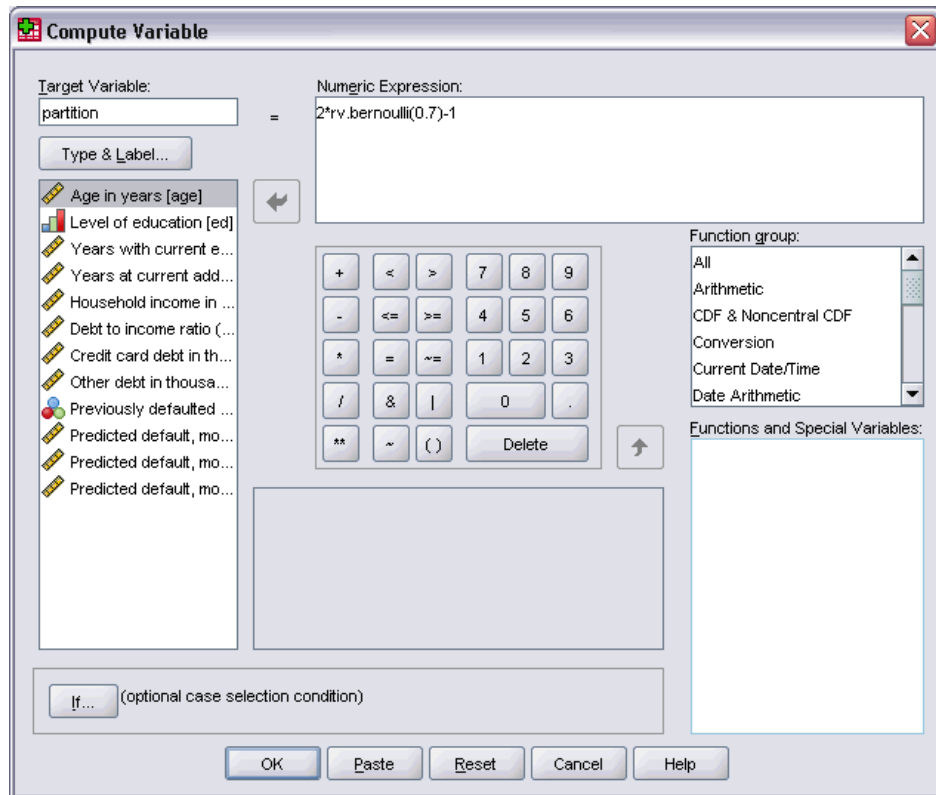 Compute Variable
Target Variable:
partition
=
Numeric Expression:
2*rv.bernoulli(0.7)-1
Type & Label...
Age in years [age]
Level of education [ed]
Years with current e...
Years at current add...
Household income in ...
Debt to income ratio (...
Credit card debt in th...
Other debt in thousa...
Previously defaulted ...
Predicted default, mo...
Predicted default, mo...
Predicted default, mo...
+ < > 7 8 9
- <= >= 4 5 6
* = ~= 1 2 3
/ & | 0 .
** ~ ( ) Delete
Function group:
All
Arithmetic
CDF & Noncentral CDF
Conversion
Current Date/Time
Date Arithmetic
Functions and Special Variables:
If... (optional case selection condition)
OK Paste Reset Cancel Help